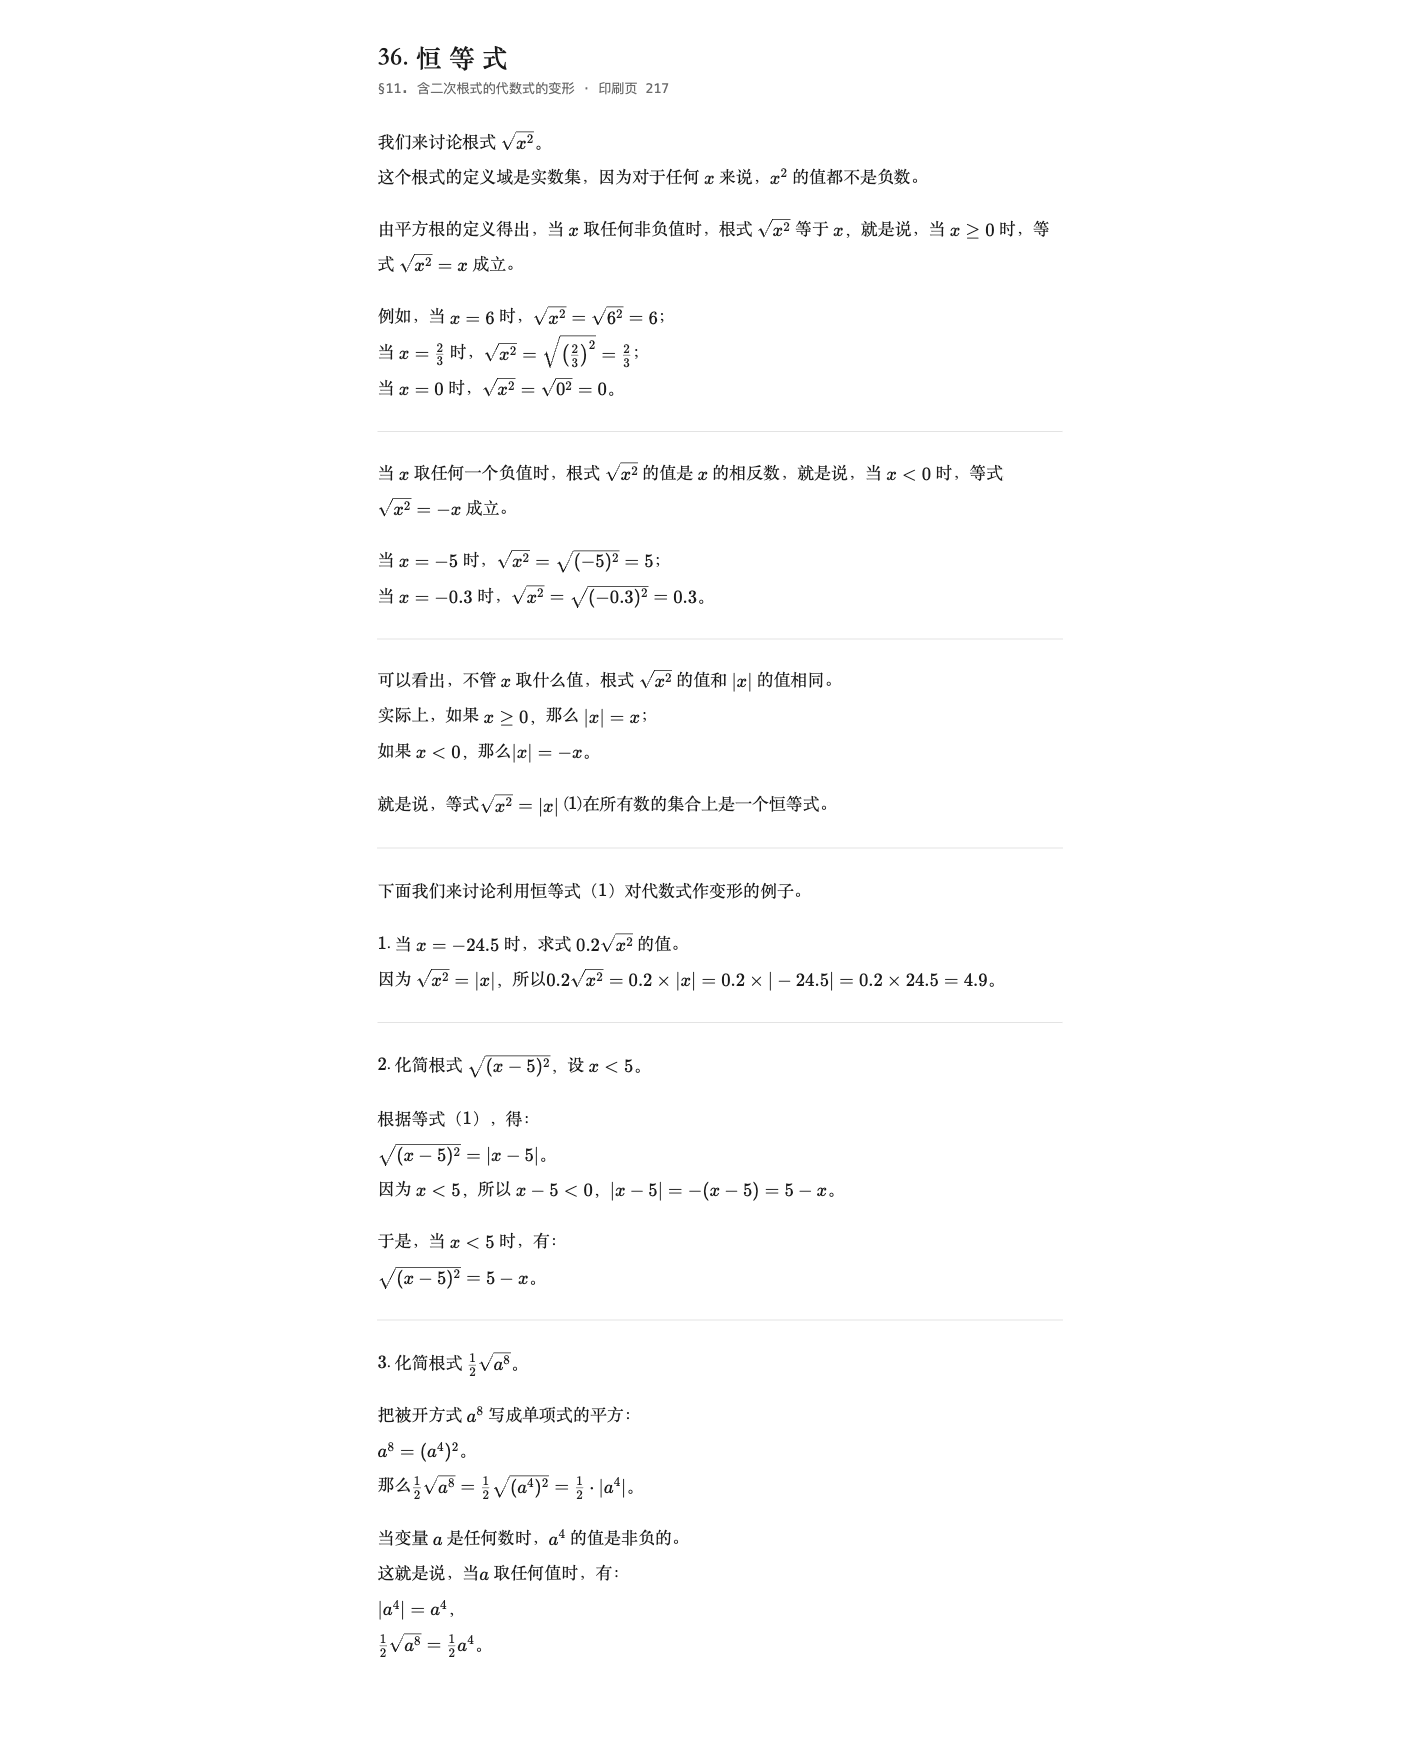 36. 恒 等 式
§11. 含二次根式的代数式的变形 · 印刷页 217
我们来讨论根式 √x²。
这个根式的定义域是实数集，因为对于任何 x 来说，x² 的值都不是负数。
由平方根的定义得出，当 x 取任何非负值时，根式 √x² 等于 x，就是说，当 x ≥ 0 时，等
式 √x² = x 成立。
例如，当 x = 6 时，√x² = √6² = 6；
当 x = 2/3 时，√x² = √(2/3)² = 2/3；
当 x = 0 时，√x² = √0² = 0。
当 x 取任何一个负值时，根式 √x² 的值是 x 的相反数，就是说，当 x < 0 时，等式
√x² = −x 成立。
当 x = −5 时，√x² = √(−5)² = 5；
当 x = −0.3 时，√x² = √(−0.3)² = 0.3。
可以看出，不管 x 取什么值，根式 √x² 的值和 |x| 的值相同。
实际上，如果 x ≥ 0，那么 |x| = x；
如果 x < 0，那么|x| = −x。
就是说，等式√x² = |x| (1)在所有数的集合上是一个恒等式。
下面我们来讨论利用恒等式（1）对代数式作变形的例子。
1. 当 x = −24.5 时，求式 0.2√x² 的值。
因为 √x² = |x|，所以0.2√x² = 0.2 × |x| = 0.2 × | − 24.5| = 0.2 × 24.5 = 4.9。
2. 化简根式 √(x − 5)²，设 x < 5。
根据等式（1），得：
√(x − 5)² = |x − 5|。
因为 x < 5，所以 x − 5 < 0，|x − 5| = −(x − 5) = 5 − x。
于是，当 x < 5 时，有：
√(x − 5)² = 5 − x。
3. 化简根式 1/2√a⁸。
把被开方式 a⁸ 写成单项式的平方：
a⁸ = (a⁴)²。
那么1/2√a⁸ = 1/2√(a⁴)² = 1/2 · |a⁴|。
当变量 a 是任何数时，a⁴ 的值是非负的。
这就是说，当a 取任何值时，有：
|a⁴| = a⁴，
1/2√a⁸ = 1/2a⁴。